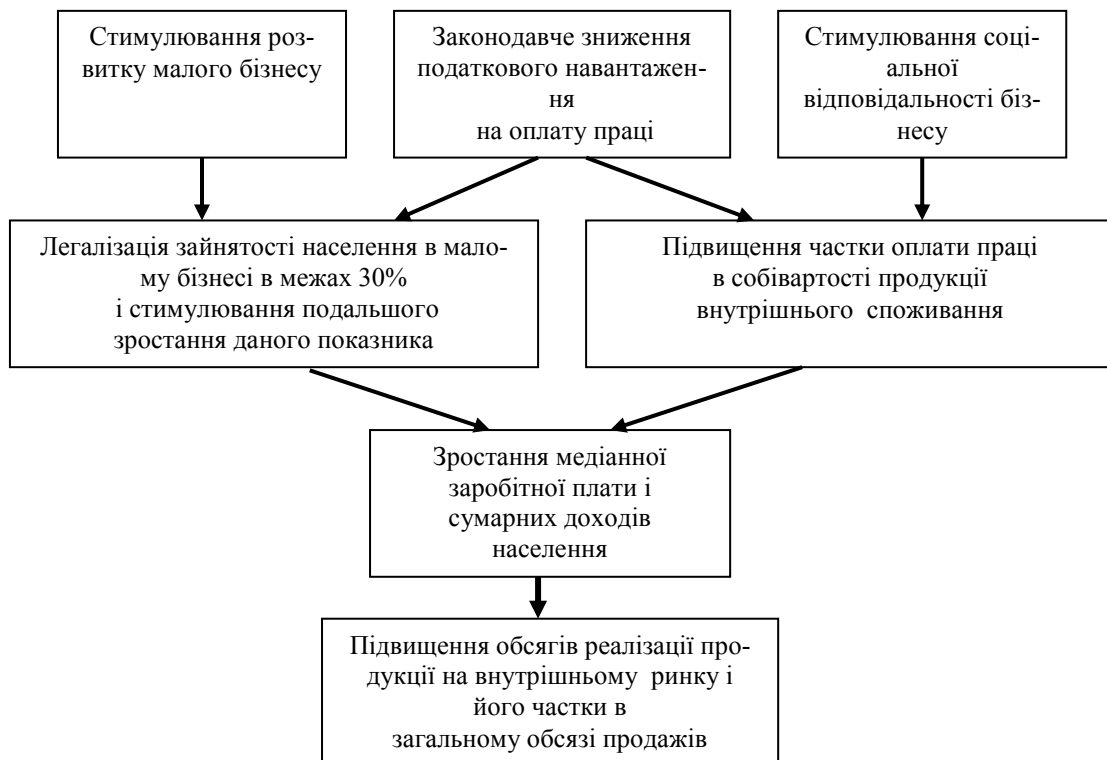 Стимулювання роз-
витку малого бізнесу
Законодавче зниження
податкового навантажен-
ня
на оплату праці
Стимулювання соці-
альної
відповідальності біз-
несу
Легалізація зайнятості населення в мало-
му бізнесі в межах 30%
і стимулювання подальшого
зростання даного показника
Підвищення частки оплати праці
в собівартості продукції
внутрішнього споживання
Зростання медіанної
заробітної плати і
сумарних доходів
населення
Підвищення обсягів реалізації про-
дукції на внутрішньому ринку і
його частки в
загальному обсязі продажів